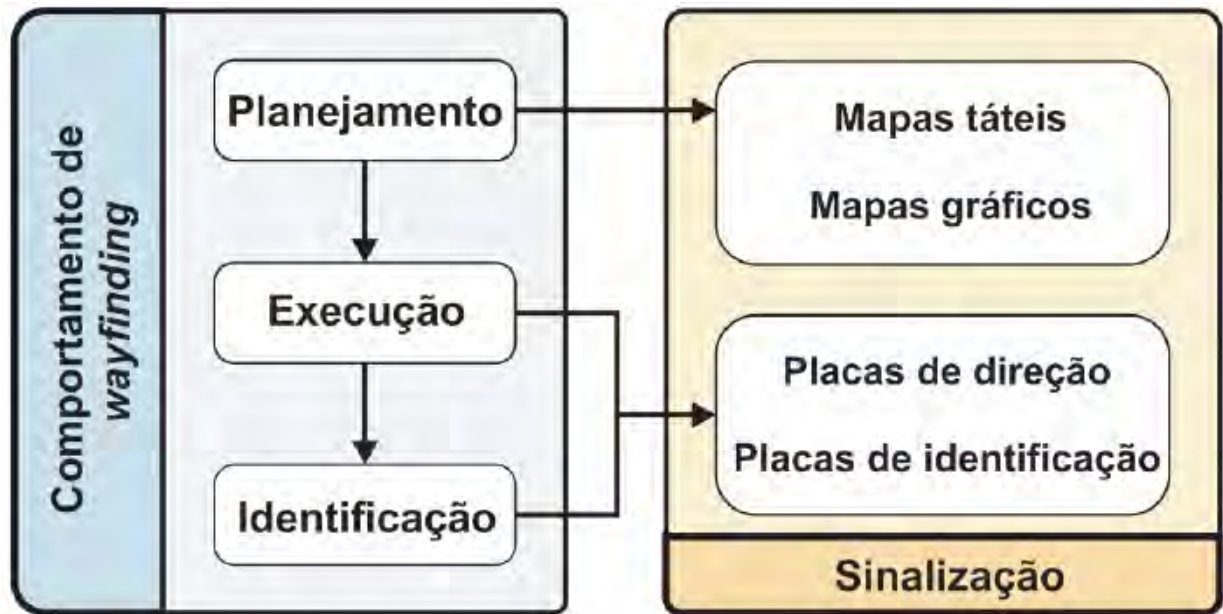 Comportamento de
wayfinding
Planejamento
Execução
Identificação
Mapas táteis
Mapas gráficos
Placas de direção
Placas de identificação
Sinalização